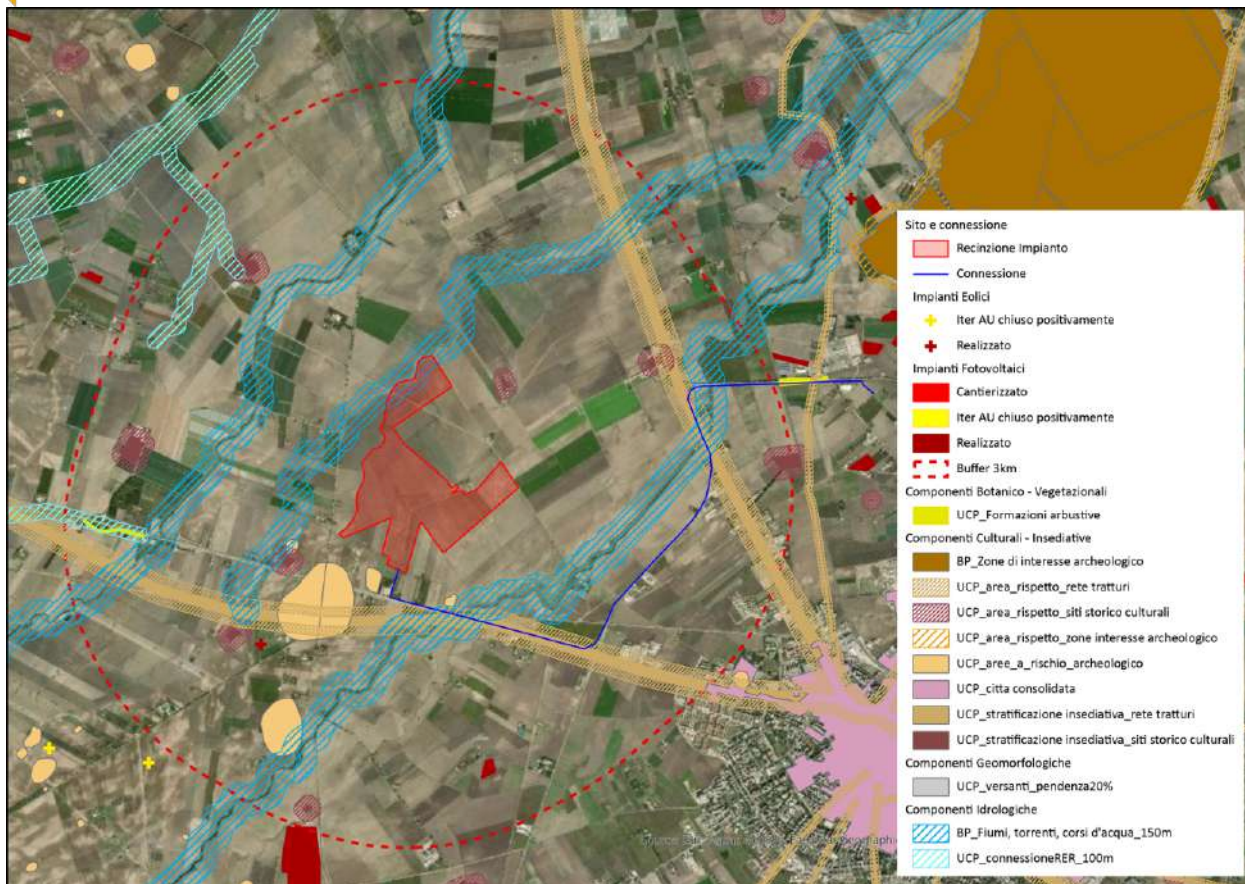 Sito e connessione
Recinzione Impianto
Connessione
Impianti Eolici
Iter AU chiuso positivamente
Realizzato
Impianti Fotovoltaici
Cantierizzato
Iter AU chiuso positivamente
Realizzato
Buffer 3km
Componenti Botanico - Vegetazionali
UCP_Formazioni arbustive
Componenti Culturali - Insediative
BP_Zone di interesse archeologico
UCP_area_rispetto_rete tratturi
UCP_area_rispetto_siti storico culturali
UCP_area_rispetto_zone interesse archeologico
UCP_aree_a_rischio_archeologico
UCP_citta consolidata
UCP_stratificazione insediativa_rete tratturi
UCP_stratificazione insediativa_siti storico culturali
Componenti Geomorfologiche
UCP_versanti_pendenza20%
Componenti Idrologiche
BP_Fiumi, torrenti, corsi d'acqua_150m
UCP_connessioneRER_100m